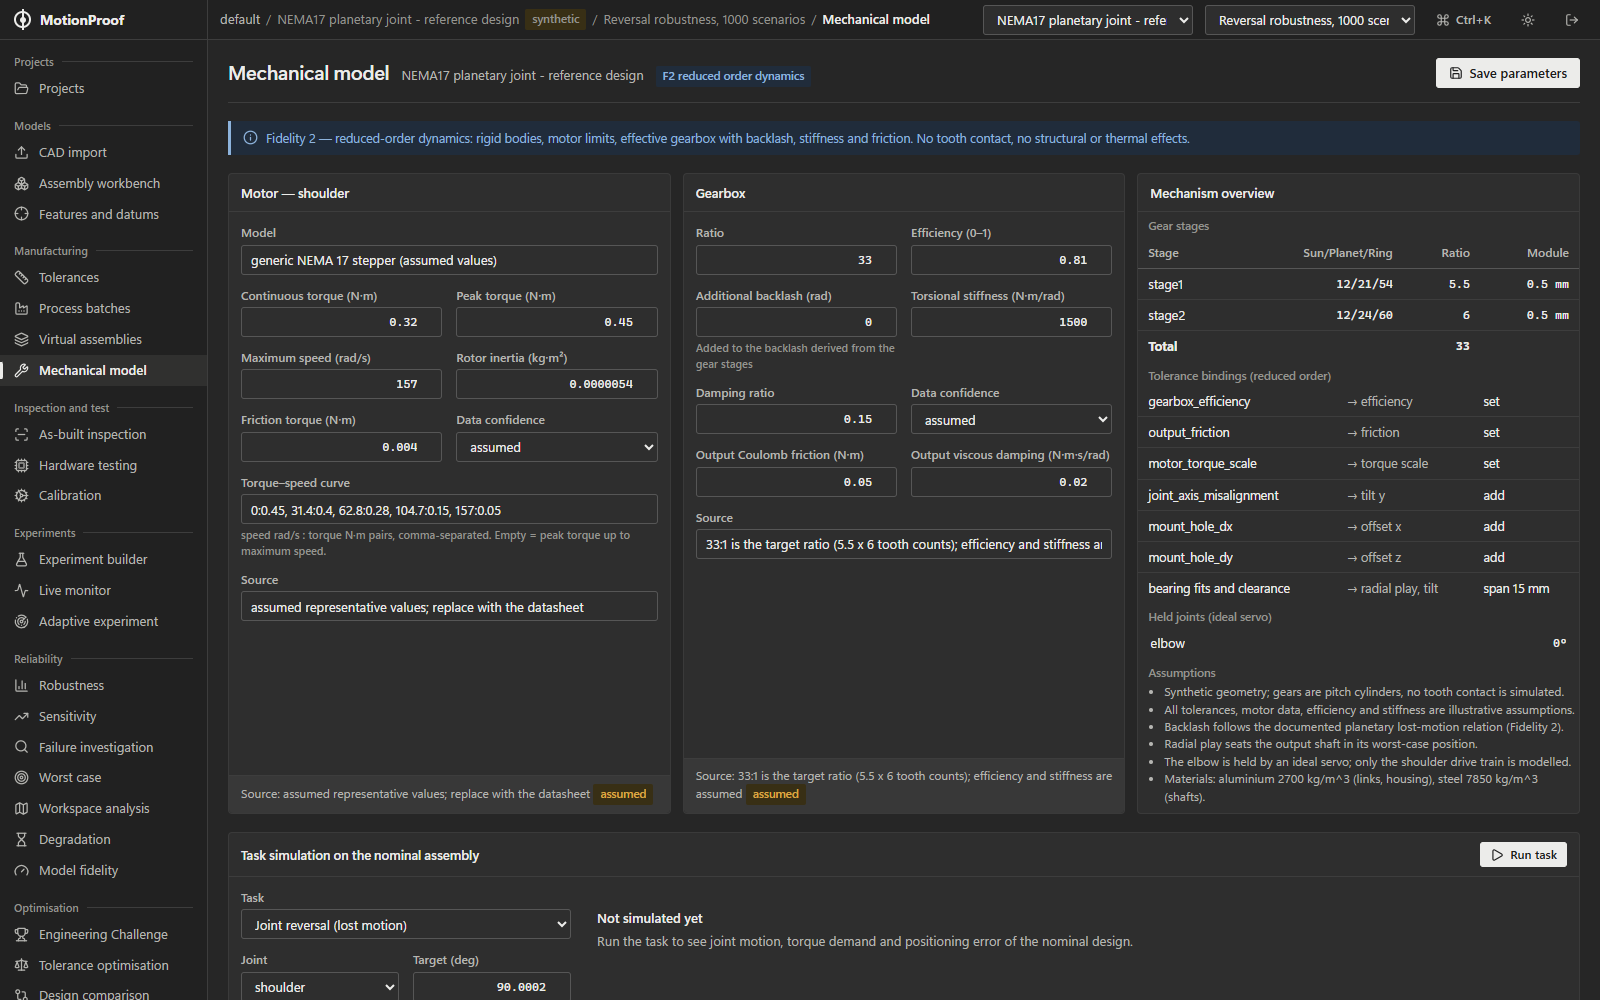 MotionProof
default / NEMA17 planetary joint - reference design synthetic / Reversal robustness, 1000 scenarios / Mechanical model
NEMA17 planetary joint - refe
Reversal robustness, 1000 scer
Ctrl+K
Projects
Projects
Models
CAD import
Assembly workbench
Features and datums
Manufacturing
Tolerances
Process batches
Virtual assemblies
Mechanical model
Inspection and test
As-built inspection
Hardware testing
Calibration
Experiments
Experiment builder
Live monitor
Adaptive experiment
Reliability
Robustness
Sensitivity
Failure investigation
Worst case
Workspace analysis
Degradation
Model fidelity
Optimisation
Engineering Challenge
Tolerance optimisation
Design comparison
Mechanical model NEMA17 planetary joint - reference design F2 reduced order dynamics
Save parameters
Fidelity 2 — reduced-order dynamics: rigid bodies, motor limits, effective gearbox with backlash, stiffness and friction. No tooth contact, no structural or thermal effects.
Motor — shoulder
Model
generic NEMA 17 stepper (assumed values)
Continuous torque (N·m) Peak torque (N·m)
0.32 0.45
Maximum speed (rad/s) Rotor inertia (kg·m²)
157 0.0000054
Friction torque (N·m) Data confidence
0.004 assumed
Torque–speed curve
0:0.45, 31.4:0.4, 62.8:0.28, 104.7:0.15, 157:0.05
speed rad/s : torque N·m pairs, comma-separated. Empty = peak torque up to
maximum speed.
Source
assumed representative values; replace with the datasheet
Source: assumed representative values; replace with the datasheet assumed
Gearbox
Ratio Efficiency (0–1)
33 0.81
Additional backlash (rad) Torsional stiffness (N·m/rad)
0 1500
Added to the backlash derived from the
gear stages
Damping ratio Data confidence
0.15 assumed
Output Coulomb friction (N·m) Output viscous damping (N·m·s/rad)
0.05 0.02
Source
33:1 is the target ratio (5.5 x 6 tooth counts); efficiency and stiffness a
Source: 33:1 is the target ratio (5.5 x 6 tooth counts); efficiency and stiffness are
assumed assumed
Mechanism overview
Gear stages
Stage Sun/Planet/Ring Ratio Module
stage1 12/21/54 5.5 0.5 mm
stage2 12/24/60 6 0.5 mm
Total 33
Tolerance bindings (reduced order)
gearbox_efficiency → efficiency set
output_friction → friction set
motor_torque_scale → torque scale set
joint_axis_misalignment → tilt y add
mount_hole_dx → offset x add
mount_hole_dy → offset z add
bearing fits and clearance → radial play, tilt span 15 mm
Held joints (ideal servo)
elbow 0°
Assumptions
• Synthetic geometry; gears are pitch cylinders, no tooth contact is simulated.
• All tolerances, motor data, efficiency and stiffness are illustrative assumptions.
• Backlash follows the documented planetary lost-motion relation (Fidelity 2).
• Radial play seats the output shaft in its worst-case position.
• The elbow is held by an ideal servo; only the shoulder drive train is modelled.
• Materials: aluminium 2700 kg/m^3 (links, housing), steel 7850 kg/m^3
(shafts).
Task simulation on the nominal assembly
Run task
Task
Joint reversal (lost motion)
Joint Target (deg)
shoulder 90.0002
Not simulated yet
Run the task to see joint motion, torque demand and positioning error of the nominal design.